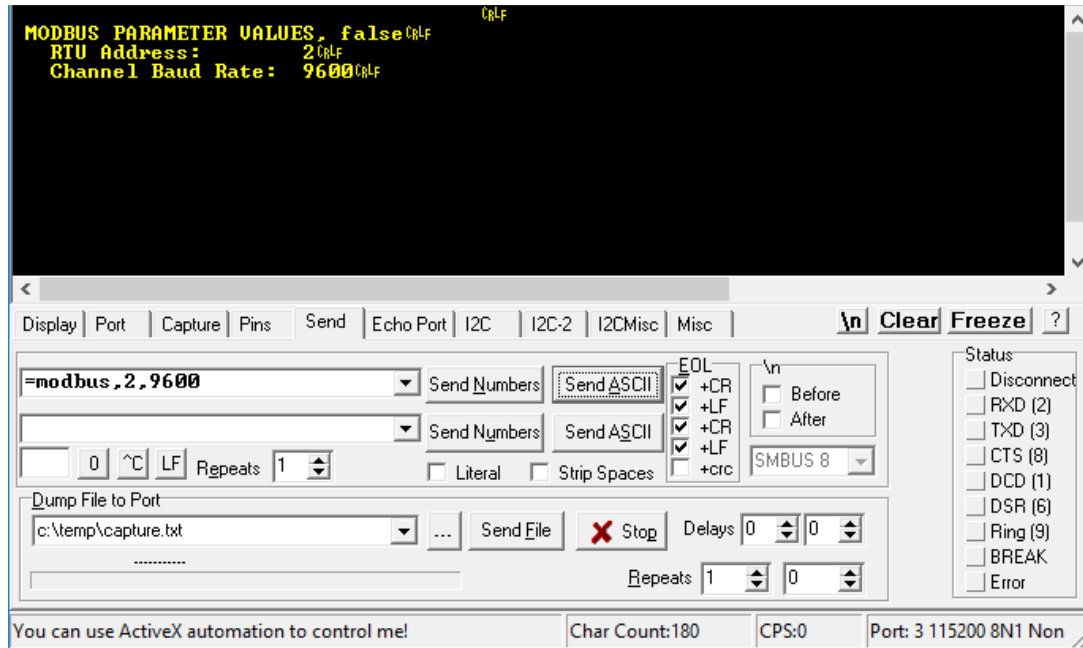 CRLF
MODBUS PARAMETER VALUES, falseCRLF
RTU Address: 2CRLF
Channel Baud Rate: 9600CRLF
Display Port Capture Pins Send Echo Port I2C I2C-2 I2CMisc Misc \n Clear Freeze ?
=modbus,2,9600 Send Numbers Send ASCII
Send Numbers Send ASCII
0 ^C LF Repeats 1 Literal Strip Spaces
EOL
+CR
+LF
+CR
+LF
+crc
\n
Before
After
SMBUS 8
Dump File to Port
c:\temp\capture.txt ... Send File Stop Delays 0 0
-----------
Repeats 1 0
Status
Disconnect
RXD (2)
TXD (3)
CTS (8)
DCD (1)
DSR (6)
Ring (9)
BREAK
Error
You can use ActiveX automation to control me! Char Count:180 CPS:0 Port: 3 115200 8N1 Non